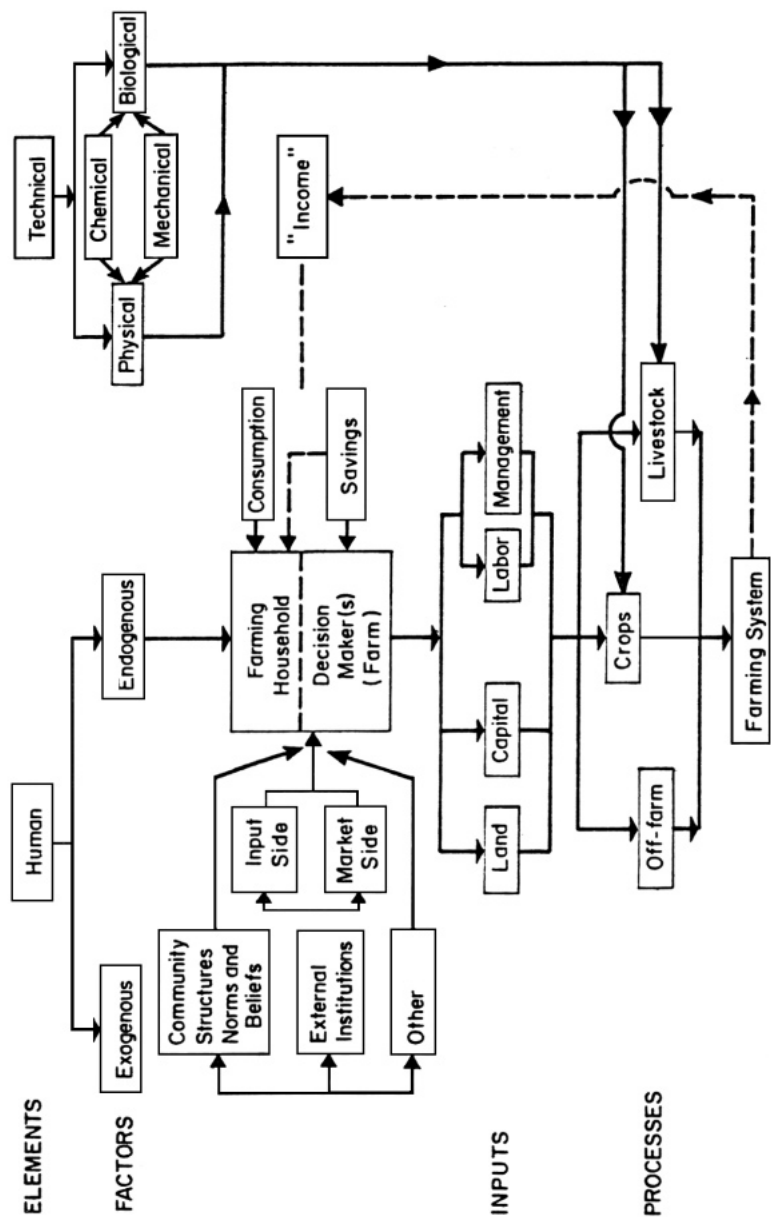 ELEMENTS
Human
Technical
FACTORS
Exogenous
Endogenous
Physical
Chemical
Mechanical
Biological
Community
Structures
Norms and
Beliefs
External
Institutions
Other
Input
Side
Market
Side
Farming
Household
Decision
Maker(s)
(Farm)
Consumption
Savings
"Income"
INPUTS
Land
Capital
Labor
Management
PROCESSES
Off-farm
Crops
Livestock
Farming System